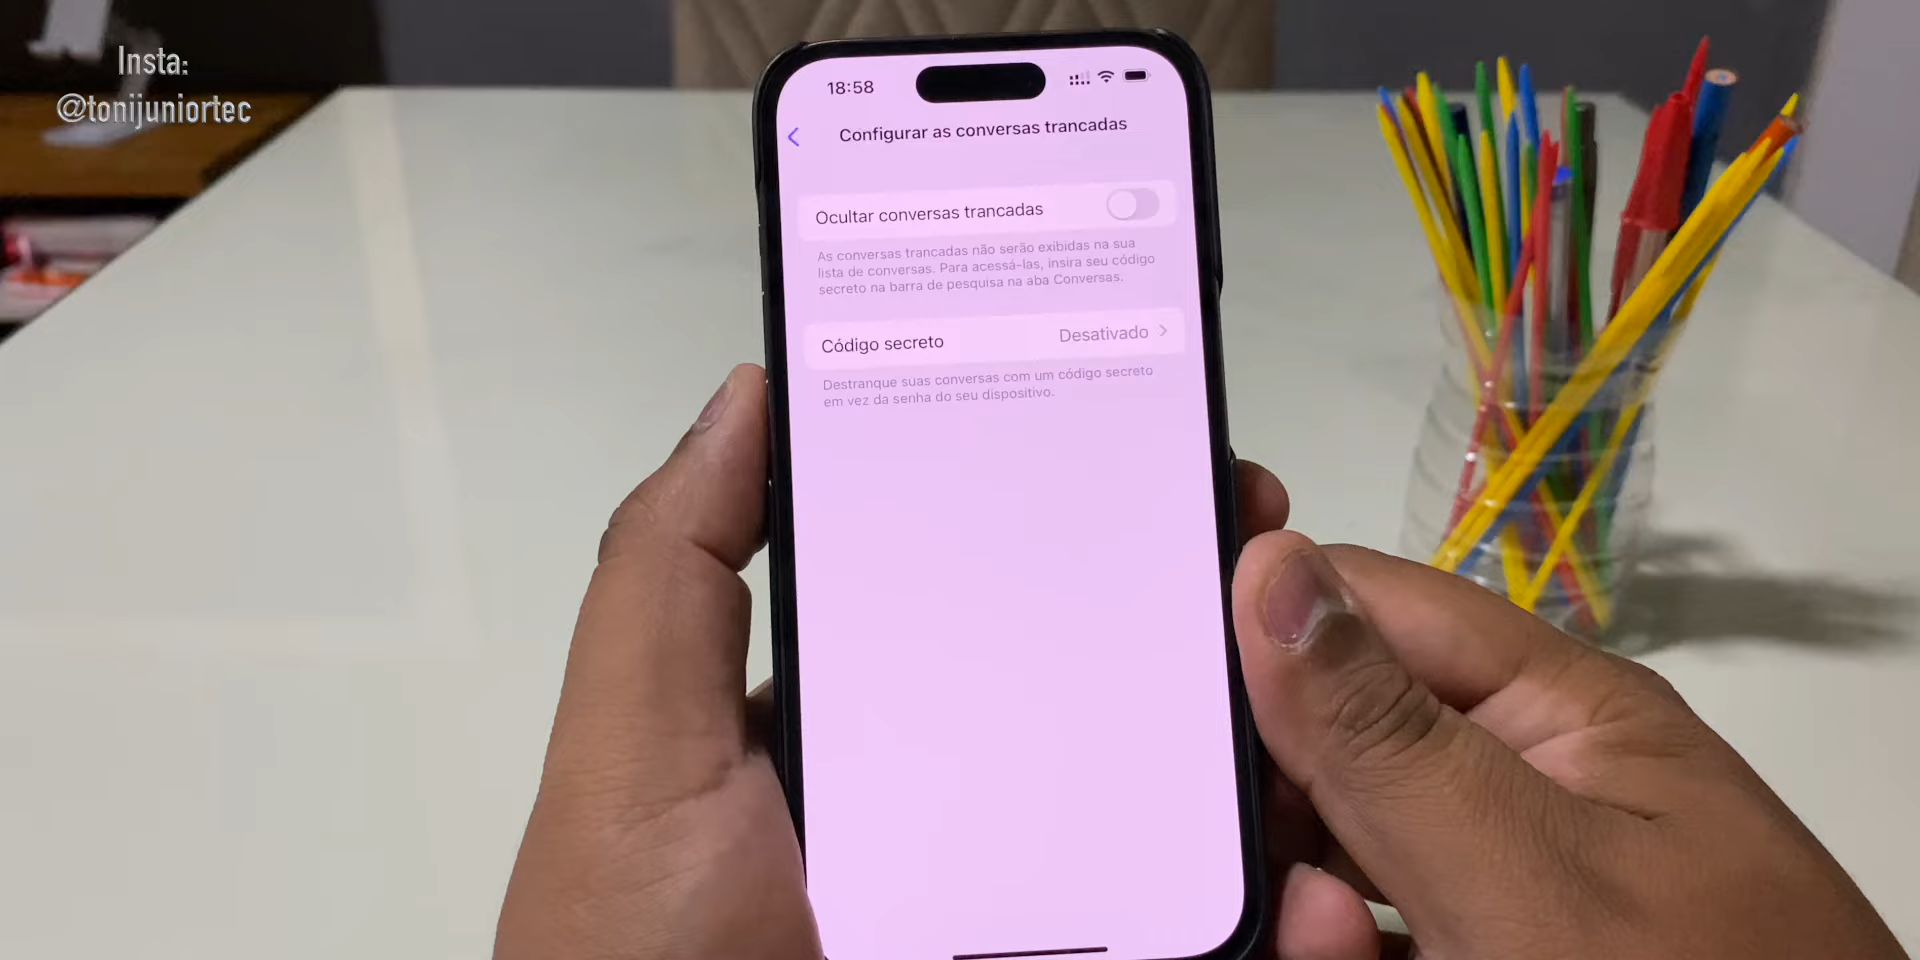 Insta:
@tonijuniortec
18:58
Configurar as conversas trancadas
Ocultar conversas trancadas
As conversas trancadas não serão exibidas na sua
lista de conversas. Para acessá-las, insira seu código
secreto na barra de pesquisa na aba Conversas.
Código secreto
Desativado
Destranque suas conversas com um código secreto
em vez da senha do seu dispositivo.